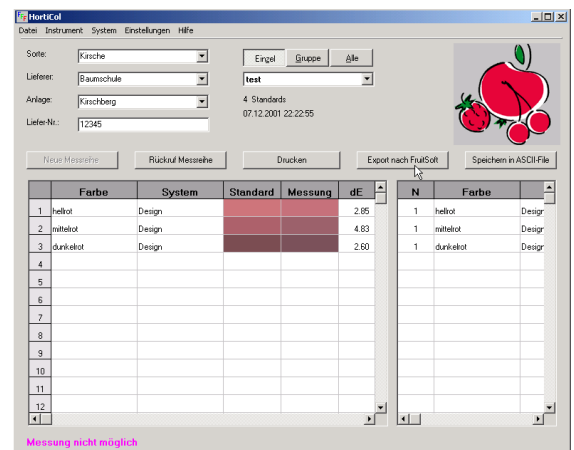 HortiCol
Datei Instrument System Einstellungen Hilfe
Sorte: Kirsche
Einzel Gruppe Alle
Lieferer: Baumschule
test
Anlage: Kirschberg
4 Standards
07.12.2001 22:22:55
Liefer-Nr.: 12345
Neue Messreihe Rückruf Messreihe Drucken Export nach FruitSoft Speichern in ASCII-File
Farbe System Standard Messung dE N Farbe
1 hellrot Design 2.85 1 hellrot Design
2 mittelrot Design 4.83 1 mittelrot Design
3 dunkelrot Design 2.60 1 dunkelrot Design
4
5
6
7
8
9
10
11
12
Messung nicht möglich